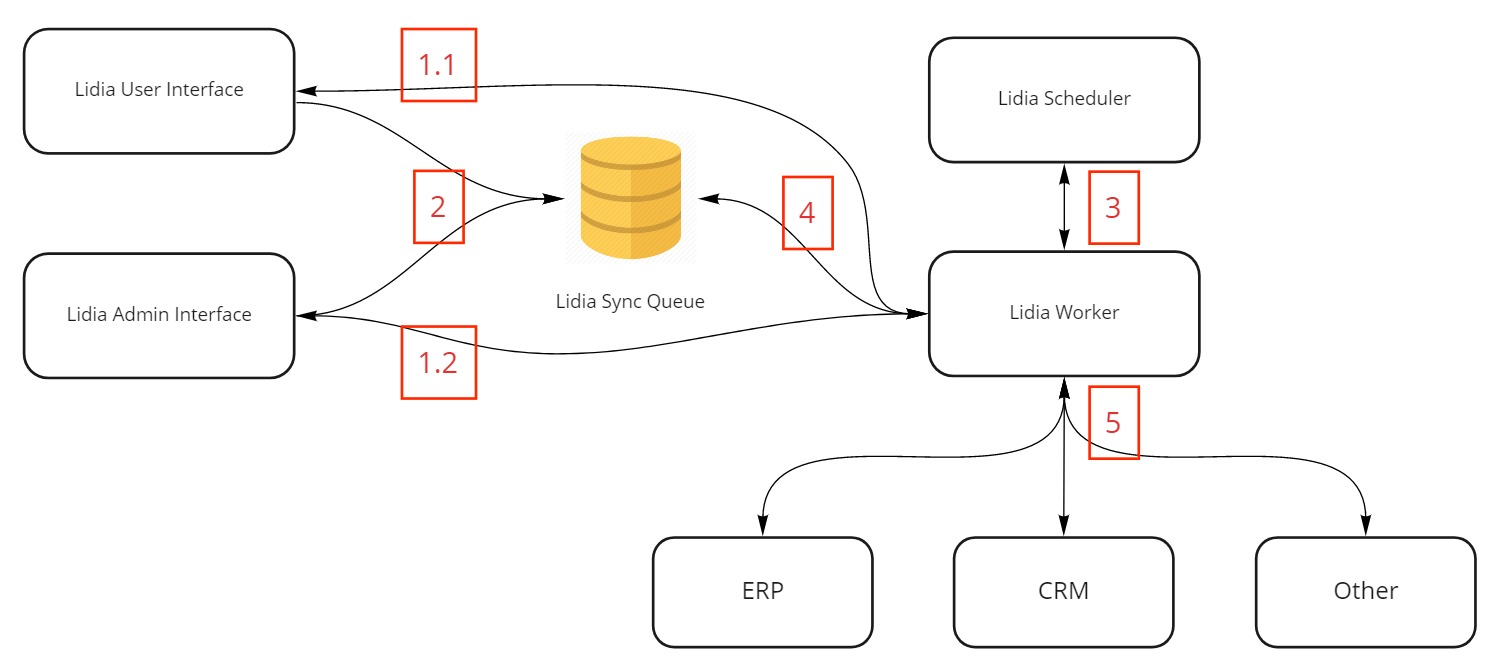 1.1
Lidia User Interface
Lidia Scheduler
2
4
3
Lidia Sync Queue
Lidia Admin Interface
Lidia Worker
1.2
5
ERP
CRM
Other